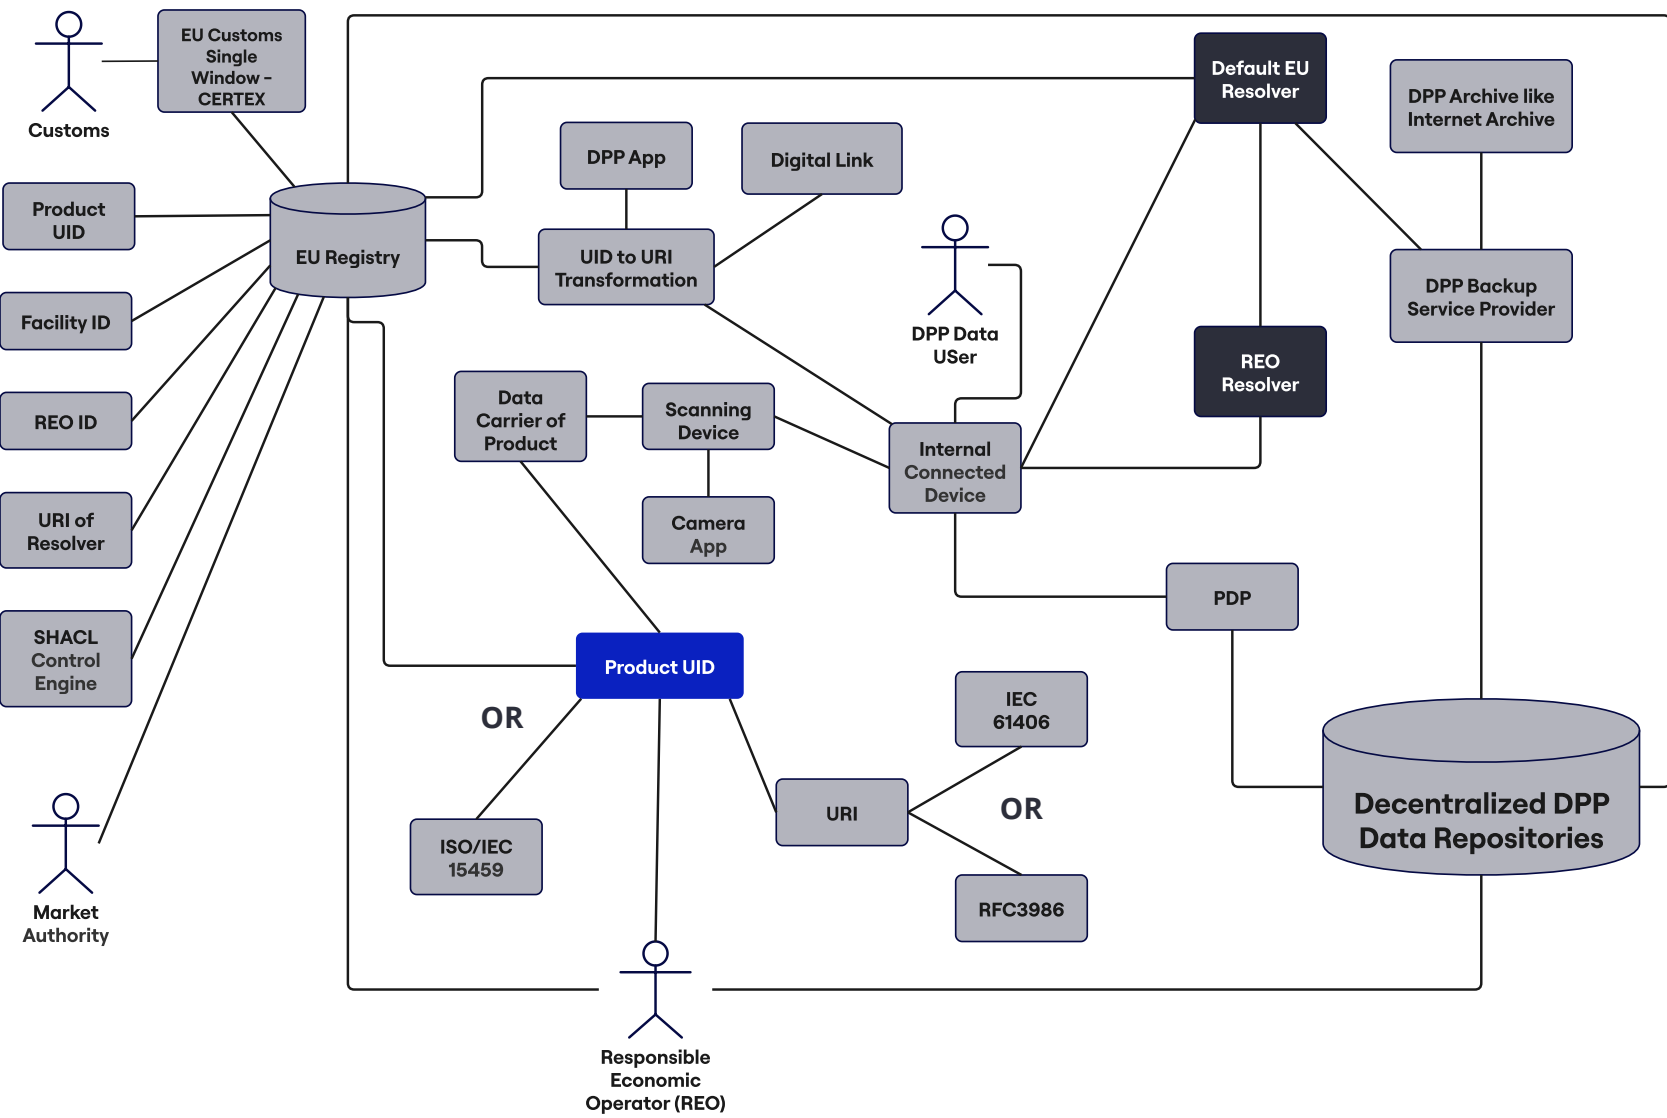 EU Customs
Single
Window -
CERTEX
Customs
Default EU
Resolver
DPP Archive like
Internet Archive
DPP App
Digital Link
Product
UID
EU Registry
UID to URI
Transformation
DPP Data
USer
DPP Backup
Service Provider
Facility ID
REO
Resolver
Data
Carrier of
Product
Scanning
Device
REO ID
Internal
Connected
Device
URI of
Resolver
Camera
App
PDP
SHACL
Control
Engine
Product UID
OR
IEC
61406
URI
OR
Decentralized DPP
Data Repositories
ISO/IEC
15459
RFC3986
Market
Authority
Responsible
Economic
Operator (REO)